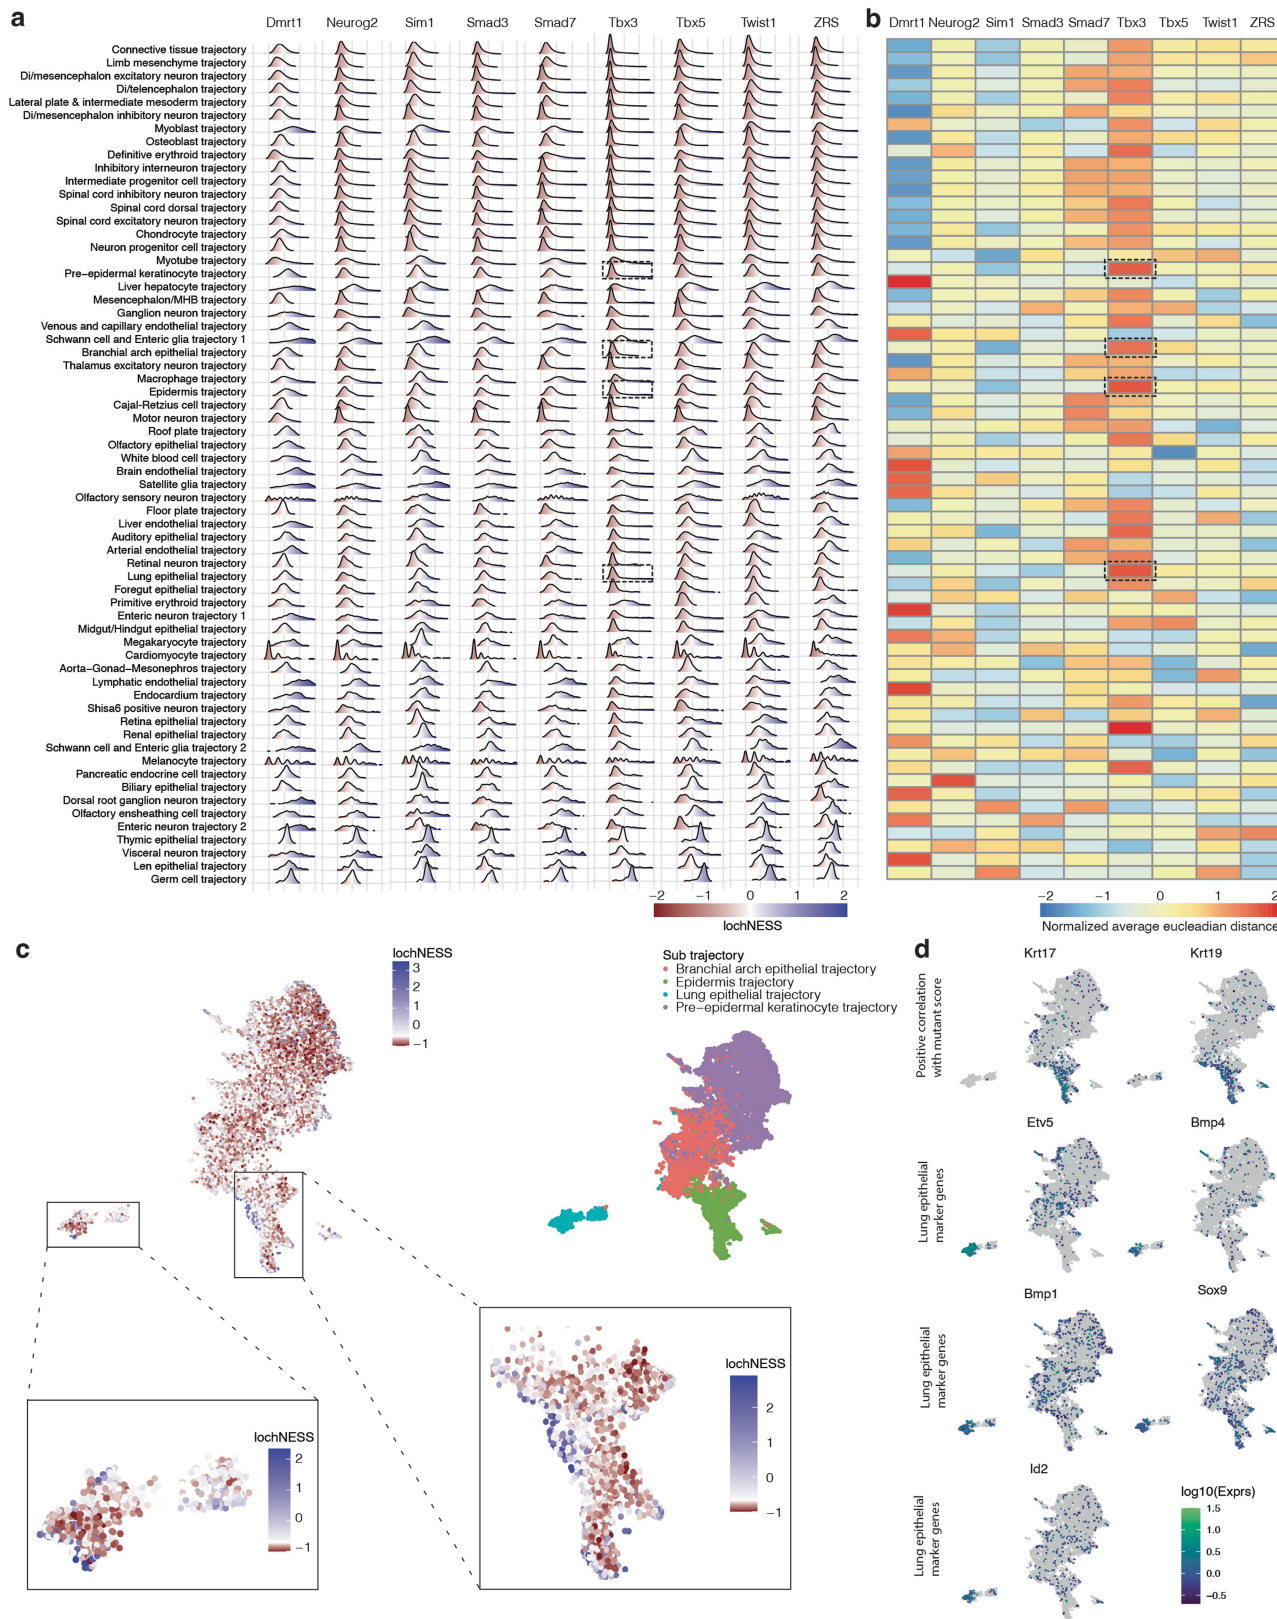 a
Dmrt1 Neurog2 Sim1 Smad3 Smad7 Tbx3 Tbx5 Twist1 ZRS
Connective tissue trajectory
Limb mesenchyme trajectory
Di/mesencephalon excitatory neuron trajectory
Di/telencephalon trajectory
Lateral plate & intermediate mesoderm trajectory
Di/mesencephalon inhibitory neuron trajectory
Myoblast trajectory
Osteoblast trajectory
Definitive erythroid trajectory
Inhibitory interneuron trajectory
Intermediate progenitor cell trajectory
Spinal cord inhibitory neuron trajectory
Spinal cord dorsal trajectory
Spinal cord excitatory neuron trajectory
Chondrocyte trajectory
Neuron progenitor cell trajectory
Myotube trajectory
Pre−epidermal keratinocyte trajectory
Liver hepatocyte trajectory
Mesencephalon/MHB trajectory
Ganglion neuron trajectory
Venous and capillary endothelial trajectory
Schwann cell and Enteric glia trajectory 1
Branchial arch epithelial trajectory
Thalamus excitatory neuron trajectory
Macrophage trajectory
Epidermis trajectory
Cajal-Retzius cell trajectory
Motor neuron trajectory
Roof plate trajectory
Olfactory epithelial trajectory
White blood cell trajectory
Brain endothelial trajectory
Satellite glia trajectory
Olfactory sensory neuron trajectory
Floor plate trajectory
Liver endothelial trajectory
Auditory epithelial trajectory
Arterial endothelial trajectory
Retinal neuron trajectory
Lung epithelial trajectory
Foregut epithelial trajectory
Primitive erythroid trajectory
Enteric neuron trajectory 1
Midgut/Hindgut epithelial trajectory
Megakaryocyte trajectory
Cardiomyocyte trajectory
Aorta−Gonad−Mesonephros trajectory
Lymphatic endothelial trajectory
Endocardium trajectory
Shisa6 positive neuron trajectory
Retina epithelial trajectory
Renal epithelial trajectory
Schwann cell and Enteric glia trajectory 2
Melanocyte trajectory
Pancreatic endocrine cell trajectory
Biliary epithelial trajectory
Dorsal root ganglion neuron trajectory
Olfactory ensheathing cell trajectory
Enteric neuron trajectory 2
Thymic epithelial trajectory
Visceral neuron trajectory
Len epithelial trajectory
Germ cell trajectory
−2 −1 0 1 2
lochNESS
b
Dmrt1 Neurog2 Sim1 Smad3 Smad7 Tbx3 Tbx5 Twist1 ZRS
−2 −1 0 1 2
Normalized average eucleadian distance
c
lochNESS
3
2
1
0
−1
Sub trajectory
Branchial arch epithelial trajectory
Epidermis trajectory
Lung epithelial trajectory
Pre−epidermal keratinocyte trajectory
lochNESS
2
1
0
−1
lochNESS
2
1
0
−1
d
Krt17 Krt19
Positive correlation
with mutant score
Etv5 Bmp4
Lung epithelial
marker genes
Bmp1 Sox9
Lung epithelial
marker genes
Id2
Lung epithelial
marker genes
log10(Exprs)
1.5
1.0
0.5
0.0
−0.5